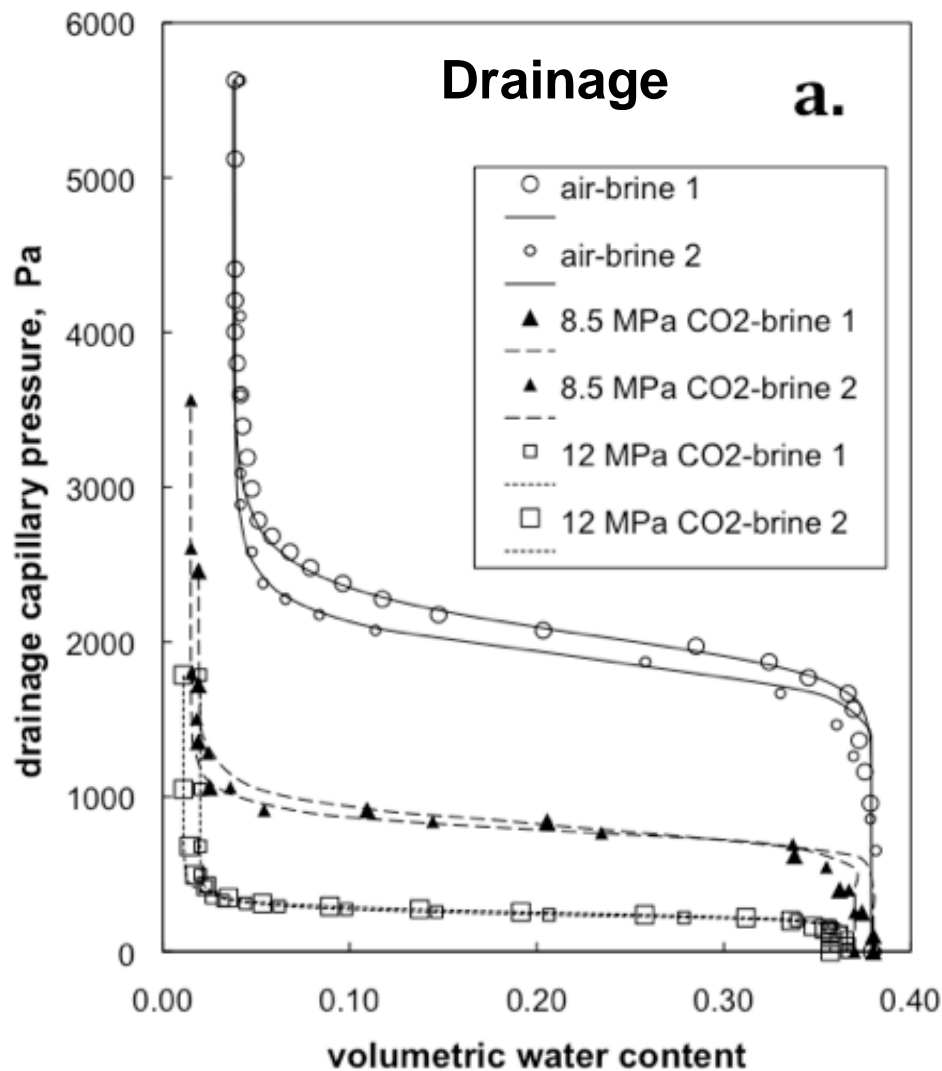 Drainage
a.
6000
5000
4000
3000
2000
1000
0
drainage capillary pressure, Pa
air-brine 1
air-brine 2
8.5 MPa CO2-brine 1
8.5 MPa CO2-brine 2
12 MPa CO2-brine 1
12 MPa CO2-brine 2
0.00 0.10 0.20 0.30 0.40
volumetric water content